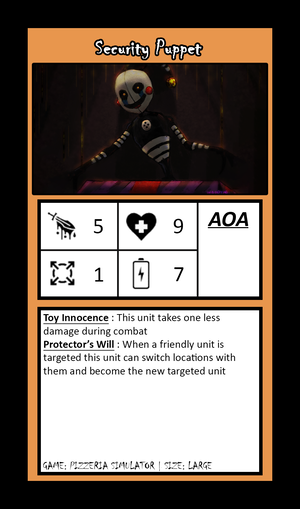 Security Puppet
5
9
AOA
1
7
Toy Innocence : This unit takes one less
damage during combat
Protector's Will : When a friendly unit is
targeted this unit can switch locations with
them and become the new targeted unit
GAME: PIZZERIA SIMULATOR | SIZE: LARGE